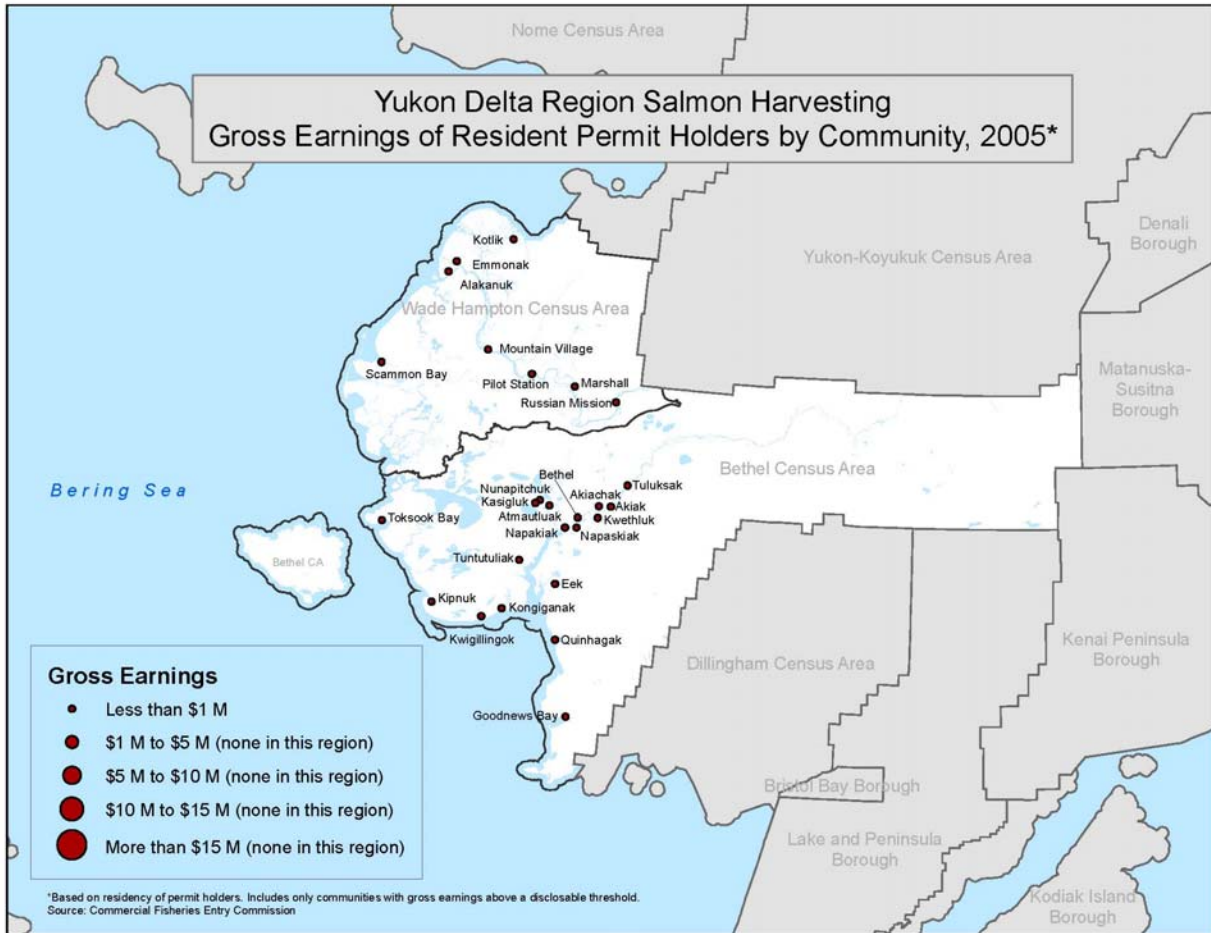 Nome Census Area
Yukon Delta Region Salmon Harvesting
Gross Earnings of Resident Permit Holders by Community, 2005*
Denali
Borough
Yukon-Koyukuk Census Area
Kotlik
Emmonak
Alakanuk
Wade Hampton Census Area
Mountain Village
Scammon Bay
Pilot Station
Marshall
Russian Mission
Matanuska-
Susitna
Borough
Bethel Census Area
Bering Sea
Bethel
Tuluksak
Nunapitchuk
Kasigluk
Akiachak
Akiak
Atmautluak
Kwethluk
Toksook Bay
Napakiak
Napaskiak
Tuntutuliak
Bethel CA
Eek
Kipnuk
Kongiganak
Kwigillingok
Quinhagak
Dillingham Census Area
Kenai Peninsula
Borough
Goodnews Bay
Bristol Bay Borough
Lake and Peninsula
Borough
Kodiak Island
Borough
Gross Earnings
Less than $1 M
$1 M to $5 M (none in this region)
$5 M to $10 M (none in this region)
$10 M to $15 M (none in this region)
More than $15 M (none in this region)
*Based on residency of permit holders. Includes only communities with gross earnings above a disclosable threshold.
Source: Commercial Fisheries Entry Commission